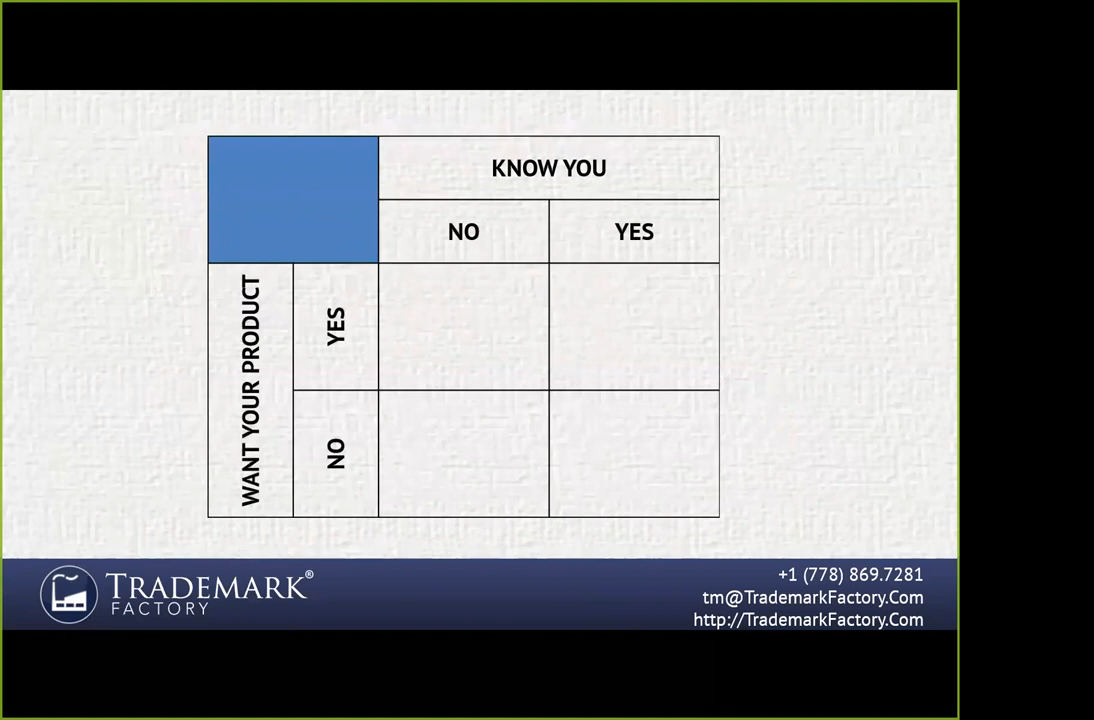 KNOW YOU
NO
YES
WANT YOUR PRODUCT
YES
NO
TRADEMARK®
FACTORY
+1 (778) 869.7281
tm@TrademarkFactory.Com
http://TrademarkFactory.Com